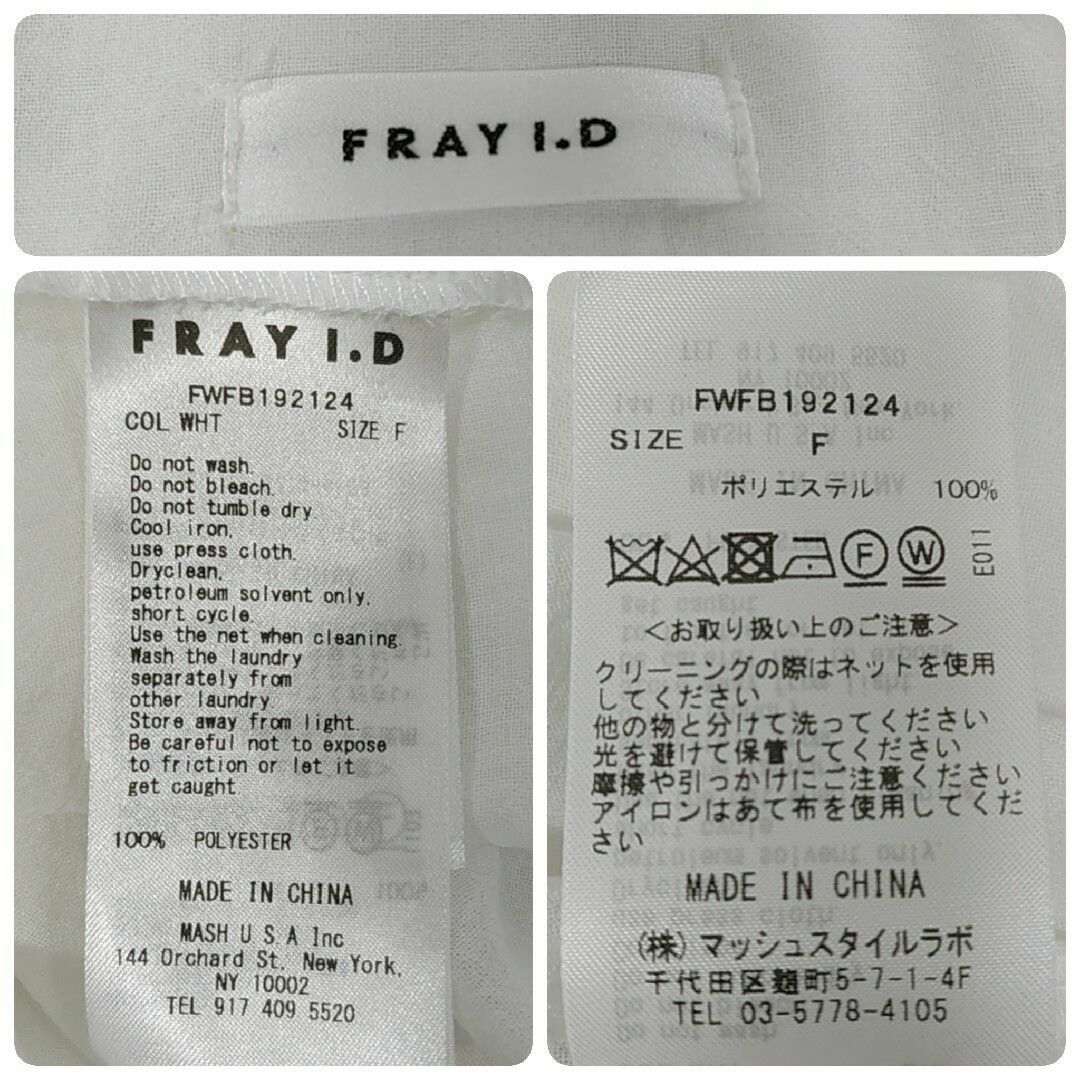 FRAY I.D
FRAY I.D
FWFB192124
COL WHT SIZE F
Do not wash.
Do not bleach.
Do not tumble dry.
Cool iron,
use press cloth.
Dryclean,
petroleum solvent only,
short cycle.
Use the net when cleaning.
Wash the laundry
separately from
other laundry
Store away from light.
Be careful not to expose
to friction or let it
get caught.
100% POLYESTER
MADE IN CHINA
MASH U S A Inc
144 Orchard St, New York,
NY 10002
TEL 917 409 5520
FWFB192124
SIZE F
ポリエステル 100%
F W
E011
<お取り扱い上のご注意>
クリーニングの際はネットを使用
してください
他の物と分けて洗ってください
光を避けて保管してください
摩擦や引っかけにご注意ください
アイロンはあて布を使用してくだ
さい
MADE IN CHINA
(株)マッシュスタイルラボ
千代田区麹町5-7-1-4F
TEL 03-5778-4105